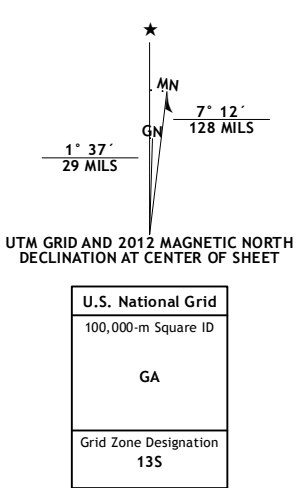 ★
MN
GN
7° 12´
128 MILS
1° 37´
29 MILS
UTM GRID AND 2012 MAGNETIC NORTH
DECLINATION AT CENTER OF SHEET
U.S. National Grid
100,000-m Square ID
GA
Grid Zone Designation
13S